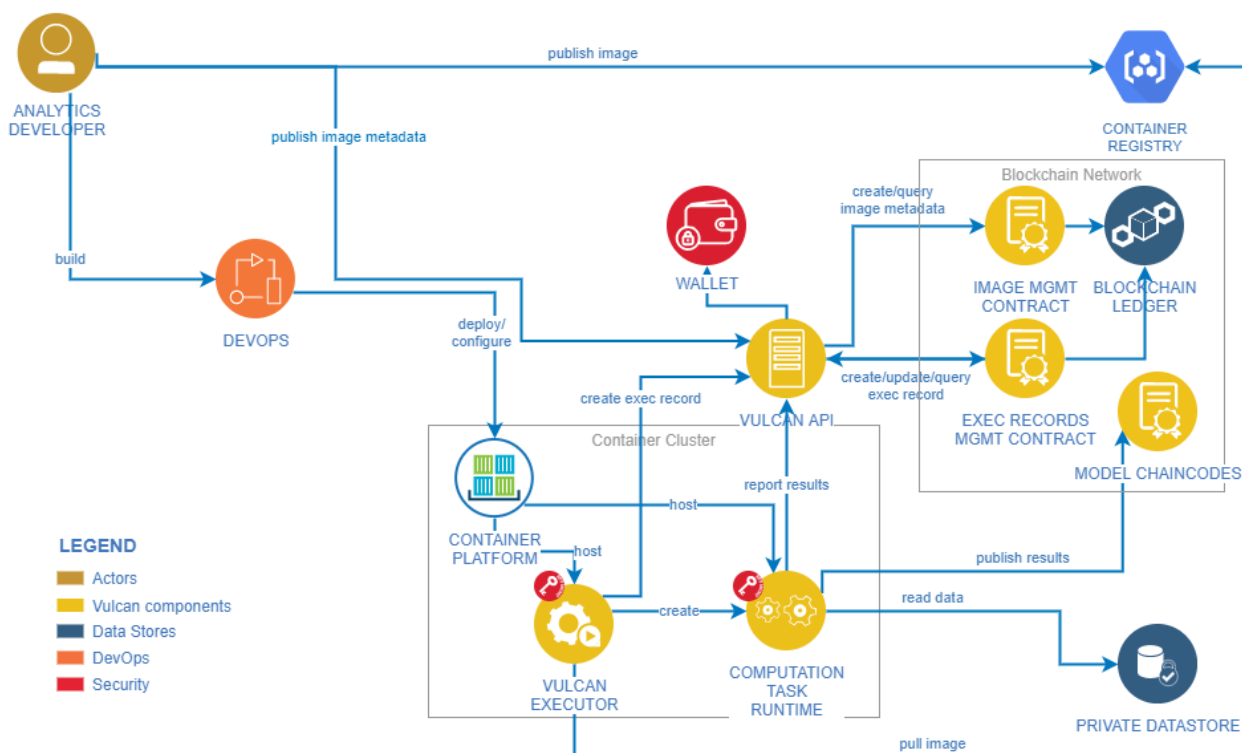 publish image
ANALYTICS
DEVELOPER
CONTAINER
REGISTRY
publish image metadata
Blockchain Network
create/query
image metadata
build
WALLET
IMAGE MGMT
CONTRACT
BLOCKCHAIN
LEDGER
DEVOPS
deploy/
configure
create/update/query
exec record
create exec record
VULCAN API
EXEC RECORDS
MGMT CONTRACT
Container Cluster
MODEL CHAINCODES
report results
host
CONTAINER
PLATFORM
host
publish results
LEGEND
Actors
Vulcan components
Data Stores
DevOps
Security
create
read data
VULCAN
EXECUTOR
COMPUTATION
TASK
RUNTIME
PRIVATE DATASTORE
pull image